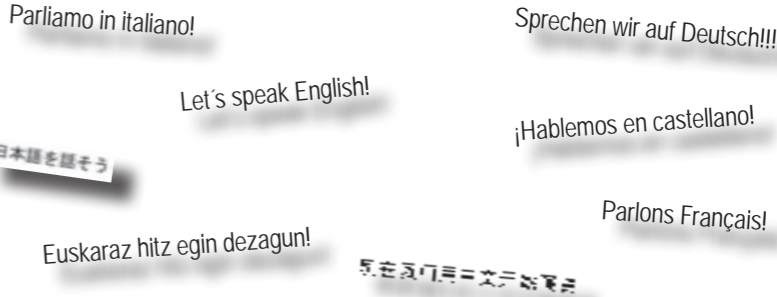 Parliamo in italiano!
Sprechen wir auf Deutsch!!!
Let´s speak English!
¡Hablemos en castellano!
日本語を話そう
Parlons Français!
Euskaraz hitz egin dezagun!